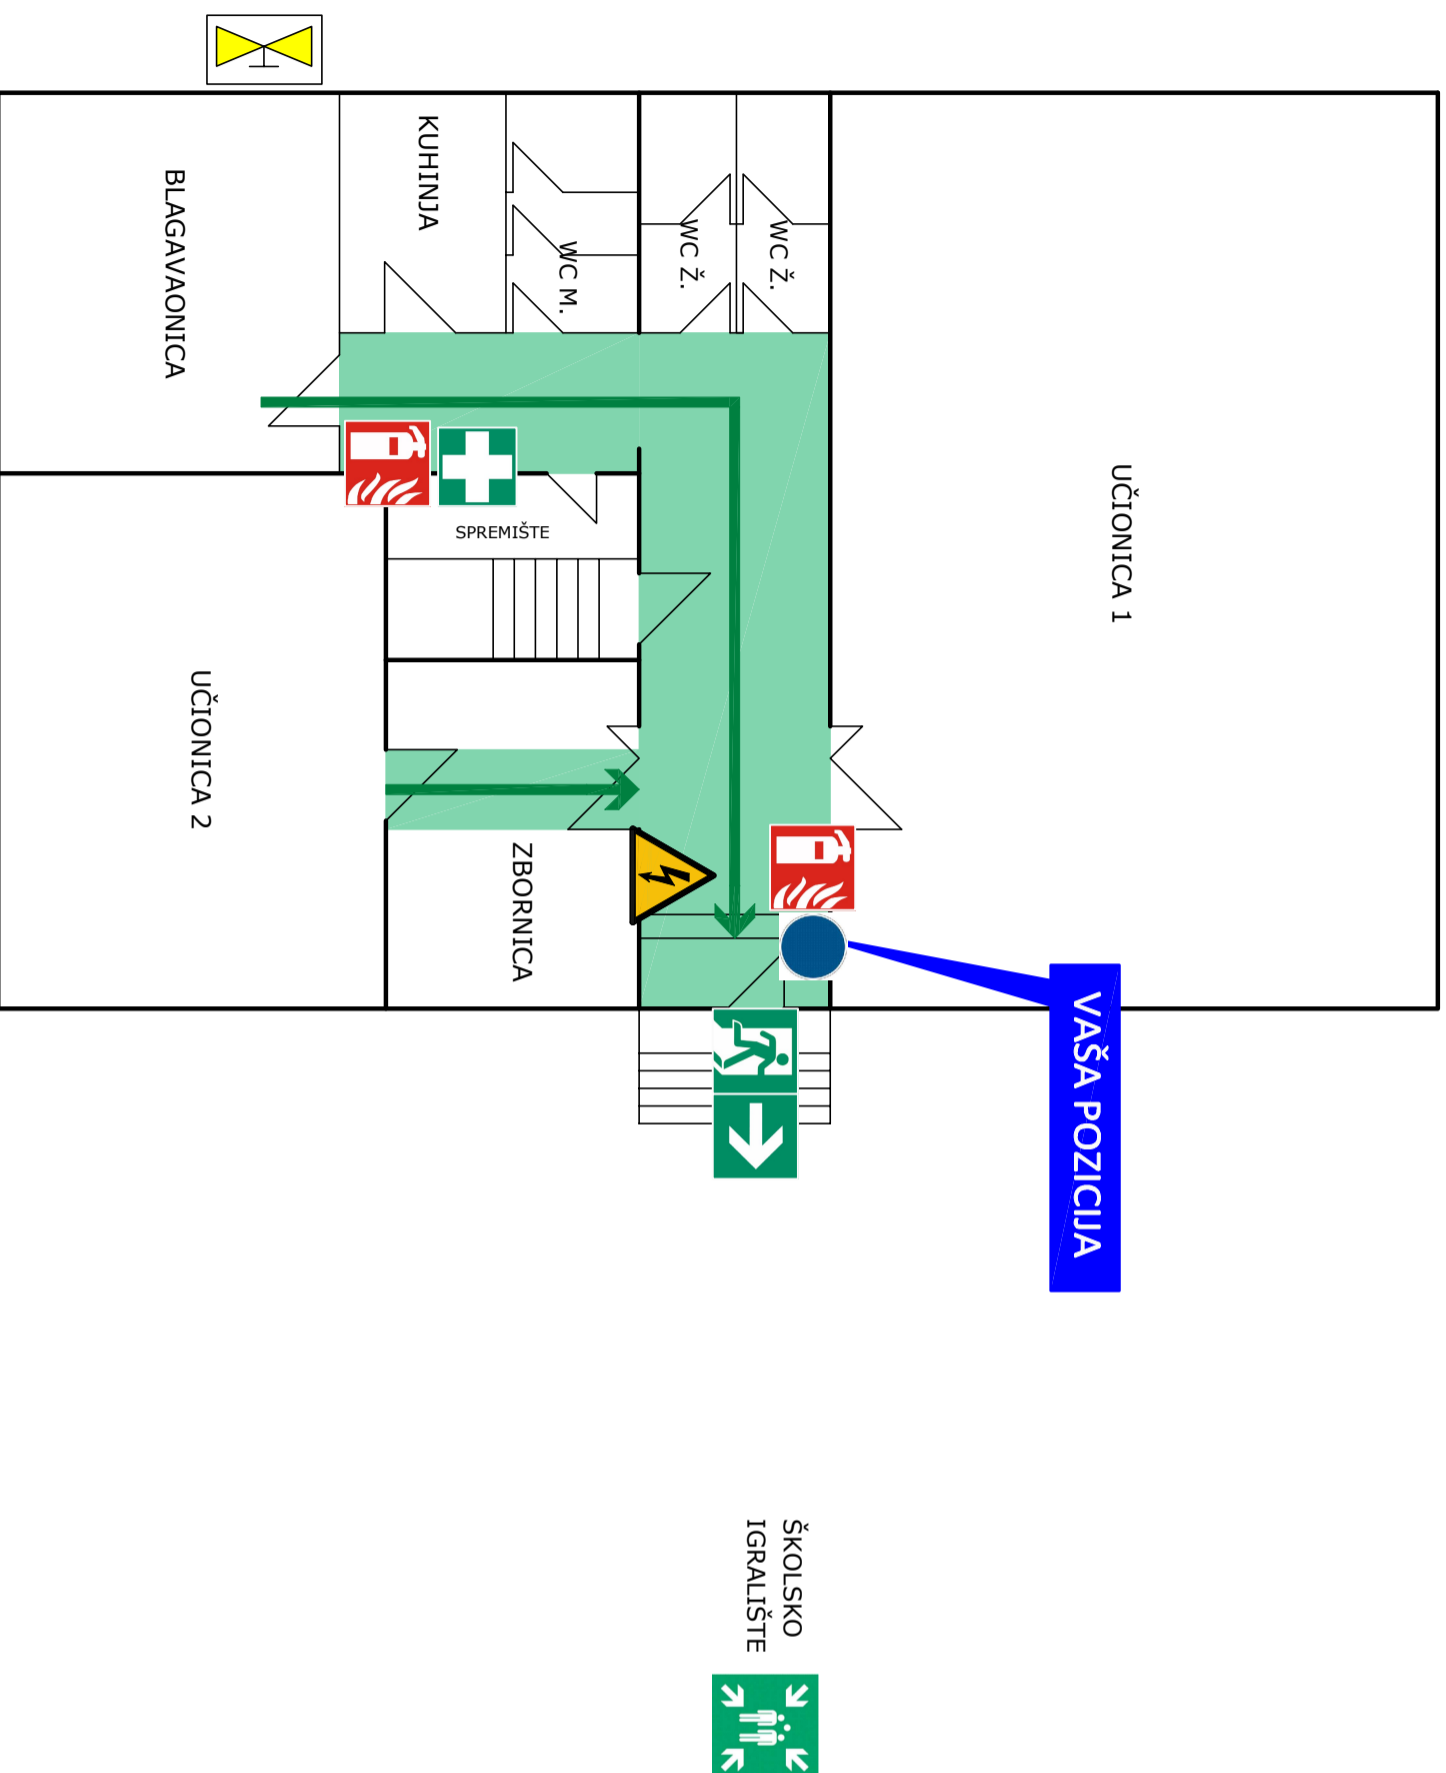 UČIONICA 1
VAŠA POZICIJA
ŠKOLSKO
IGRALIŠTE
WC Ž.
WC Ž.
WC M.
SPREMIŠTE
ZBORNICA
KUHINJA
BLAGAVAONICA
UČIONICA 2